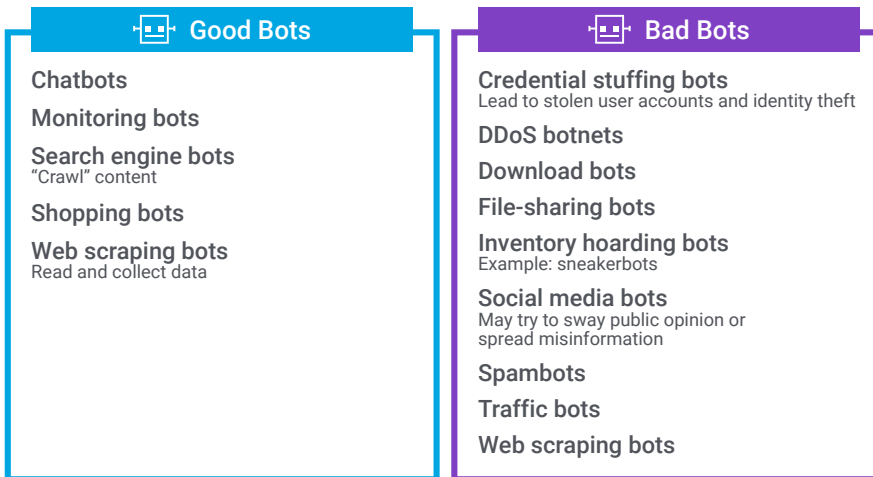 Good Bots
Chatbots
Monitoring bots
Search engine bots
“Crawl” content
Shopping bots
Web scraping bots
Read and collect data
Bad Bots
Credential stuffing bots
Lead to stolen user accounts and identity theft
DDoS botnets
Download bots
File-sharing bots
Inventory hoarding bots
Example: sneakerbots
Social media bots
May try to sway public opinion or
spread misinformation
Spambots
Traffic bots
Web scraping bots